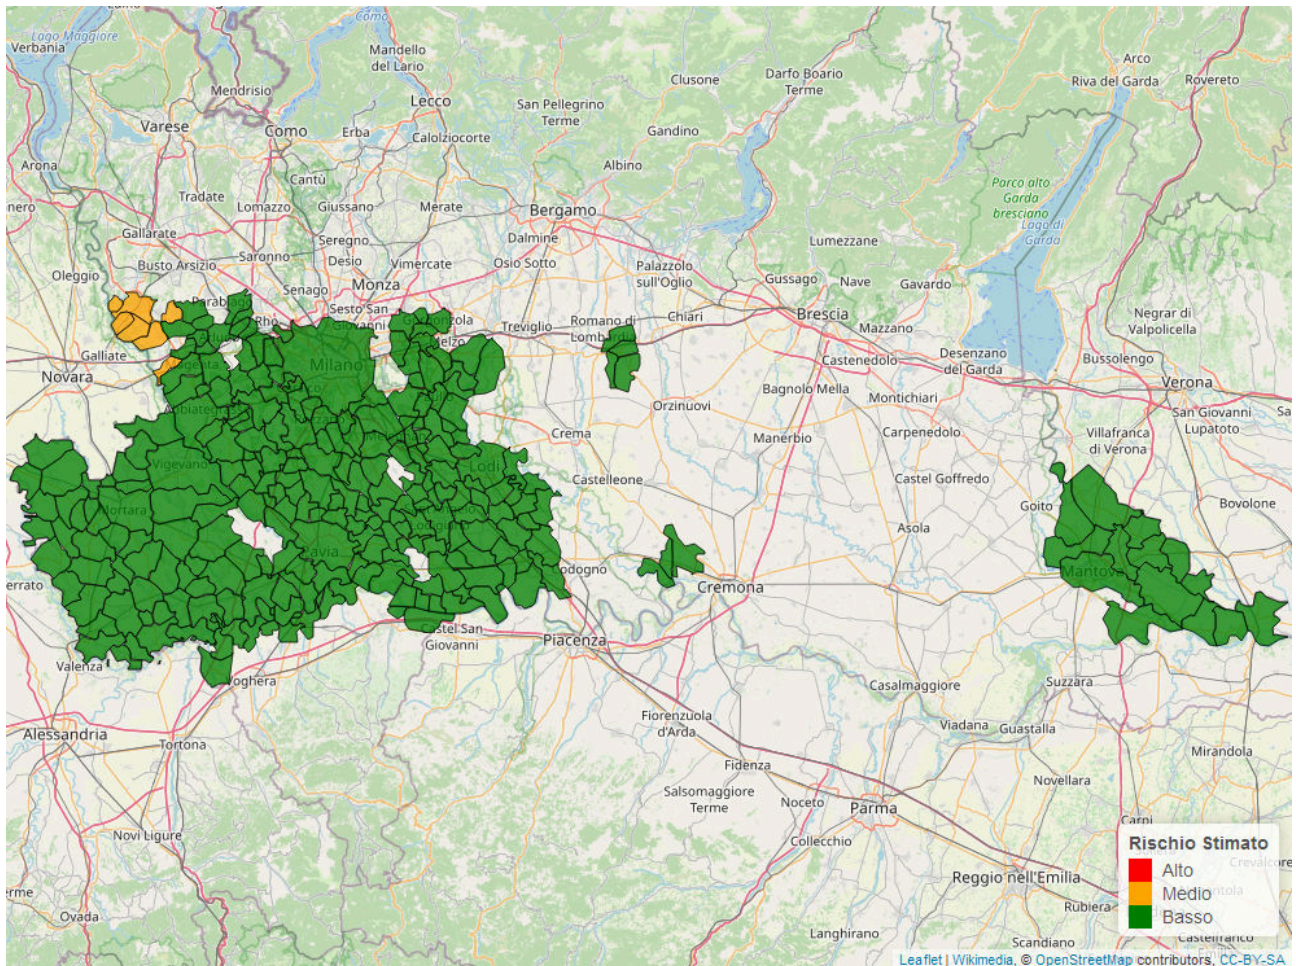 Como
Lago Maggiore
Verbania
Mandello
del Lario
Clusone
Darfo Boario
Terme
Arco
Riva del Garda
Rovereto
Mendrisio
Lecco
San Pellegrino
Terme
Varese
Como
Erba
Calolziocorte
Gandino
Arona
Albino
Cantù
Parco alto
Garda
bresciano
Lago di
Garda
Tradate
Lomazzo
Giussano
Merate
Bergamo
Gallarate
Dalmine
Lumezzane
Seregno
Desio
Saronno
Busto Arsizio
Vimercate
Osio Sotto
Palazzolo
sull'Oglio
Gussago
Nave
Gavardo
Oleggio
Senago
Monza
Parabiago
Sesto San
Giovanni
Rho
Gorgonzola
Melzo
Treviglio
Romano di
Lombardia
Chiari
Brescia
Mazzano
Negrar di
Valpolicella
Galliate
Novara
Magenta
Milano
Castenedolo
Desenzano
del Garda
Bussolengo
Verona
Bagnolo Mella
Montichiari
San Giovanni
Lupatoto
Abbiategrasso
Orzinuovi
Crema
Manerbio
Carpenedolo
Villafranca
di Verona
Vigevano
Lodi
Castelleone
Castel Goffredo
Goito
Bovolone
Mortara
Asola
Pavia
Mantova
Cremona
Castel San
Giovanni
Piacenza
Valenza
Voghera
Casalmaggiore
Suzzara
Viadana
Guastalla
Alessandria
Tortona
Fiorenzuola
d'Arda
Fidenza
Mirandola
Novellara
Salsomaggiore
Terme
Noceto
Parma
Carpi
Novi Ligure
Collecchio
Rischio Stimato
Alto
Medio
Basso
Reggio nell'Emilia
Rubiera
Ovada
Langhirano
Scandiano
Castelfranco
Leaflet | Wikimedia, © OpenStreetMap contributors, CC-BY-SA